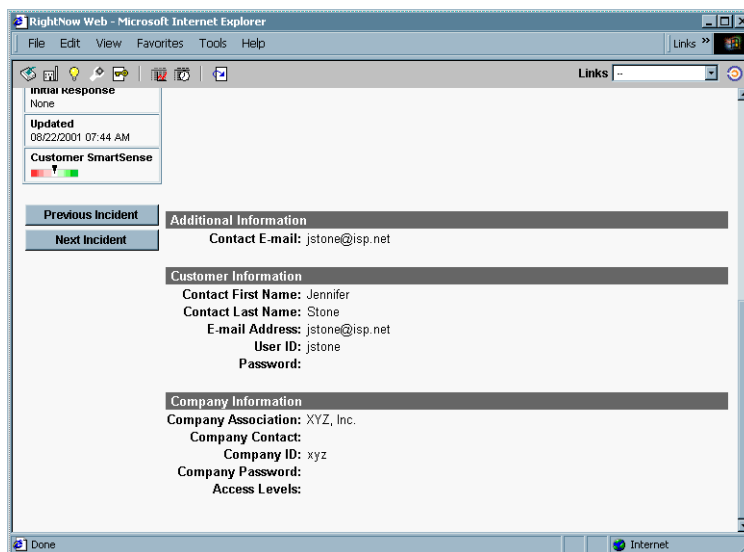 RightNow Web - Microsoft Internet Explorer
File Edit View Favorites Tools Help Links »
Links --
Initial Response
None
Updated
08/22/2001 07:44 AM
Customer SmartSense
Previous Incident
Next Incident
Additional Information
Contact E-mail: jstone@isp.net
Customer Information
Contact First Name: Jennifer
Contact Last Name: Stone
E-mail Address: jstone@isp.net
User ID: jstone
Password:
Company Information
Company Association: XYZ, Inc.
Company Contact:
Company ID: xyz
Company Password:
Access Levels:
Done Internet